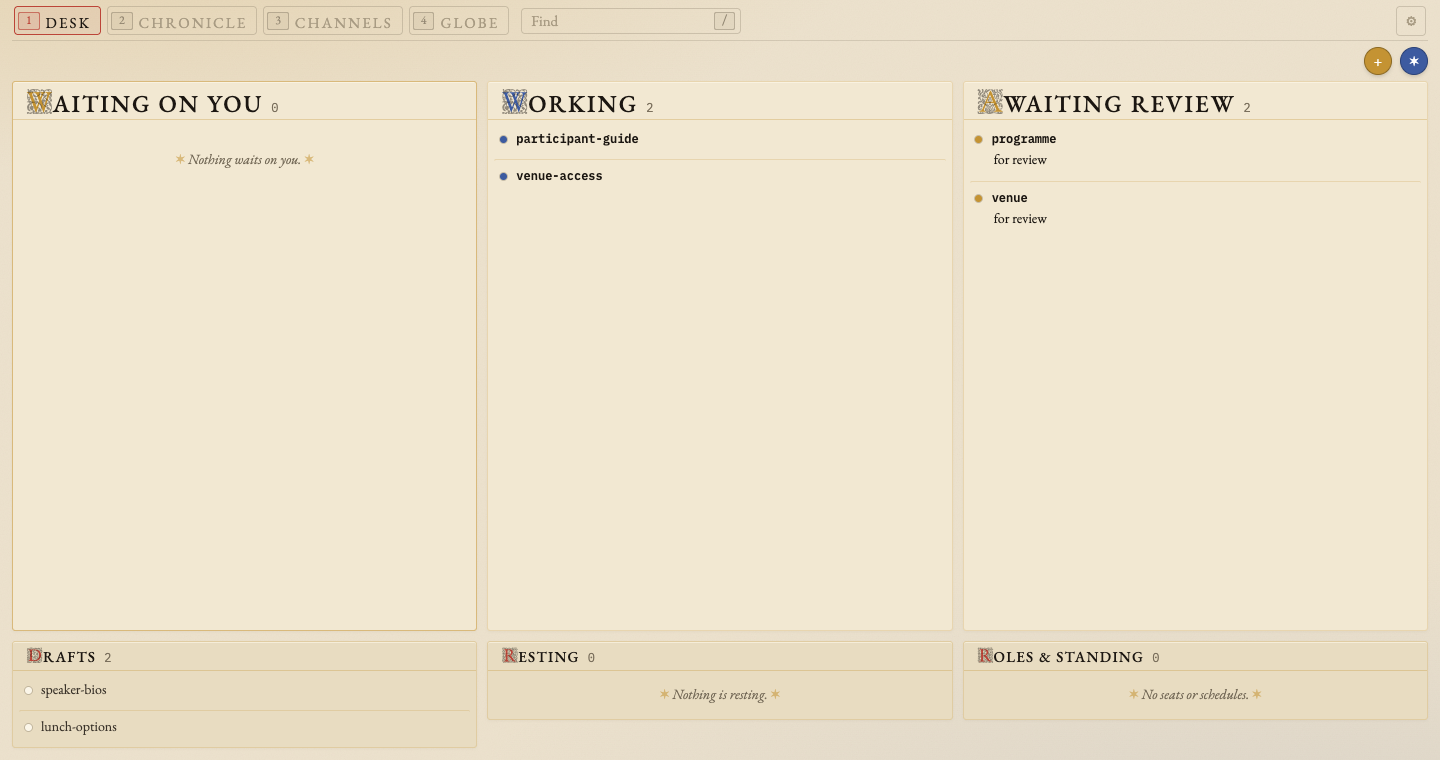 1 DESK 2 CHRONICLE 3 CHANNELS 4 GLOBE Find /
+
WAITING ON YOU 0
Nothing waits on you.
WORKING 2
participant-guide
venue-access
AWAITING REVIEW 2
programme
for review
venue
for review
DRAFTS 2
speaker-bios
lunch-options
RESTING 0
Nothing is resting.
ROLES & STANDING 0
No seats or schedules.